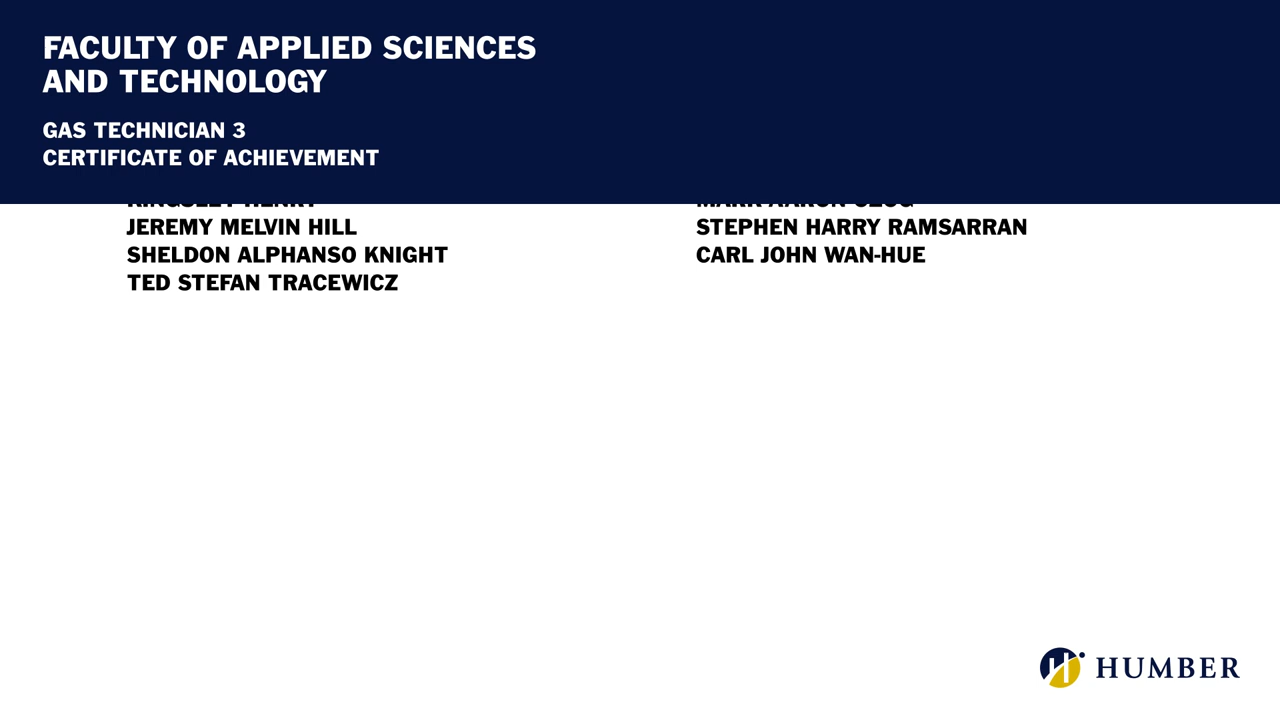 FACULTY OF APPLIED SCIENCES
AND TECHNOLOGY
GAS TECHNICIAN 3
CERTIFICATE OF ACHIEVEMENT
JEREMY MELVIN HILL
SHELDON ALPHANSO KNIGHT
TED STEFAN TRACEWICZ
STEPHEN HARRY RAMSARRAN
CARL JOHN WAN-HUE
HUMBER